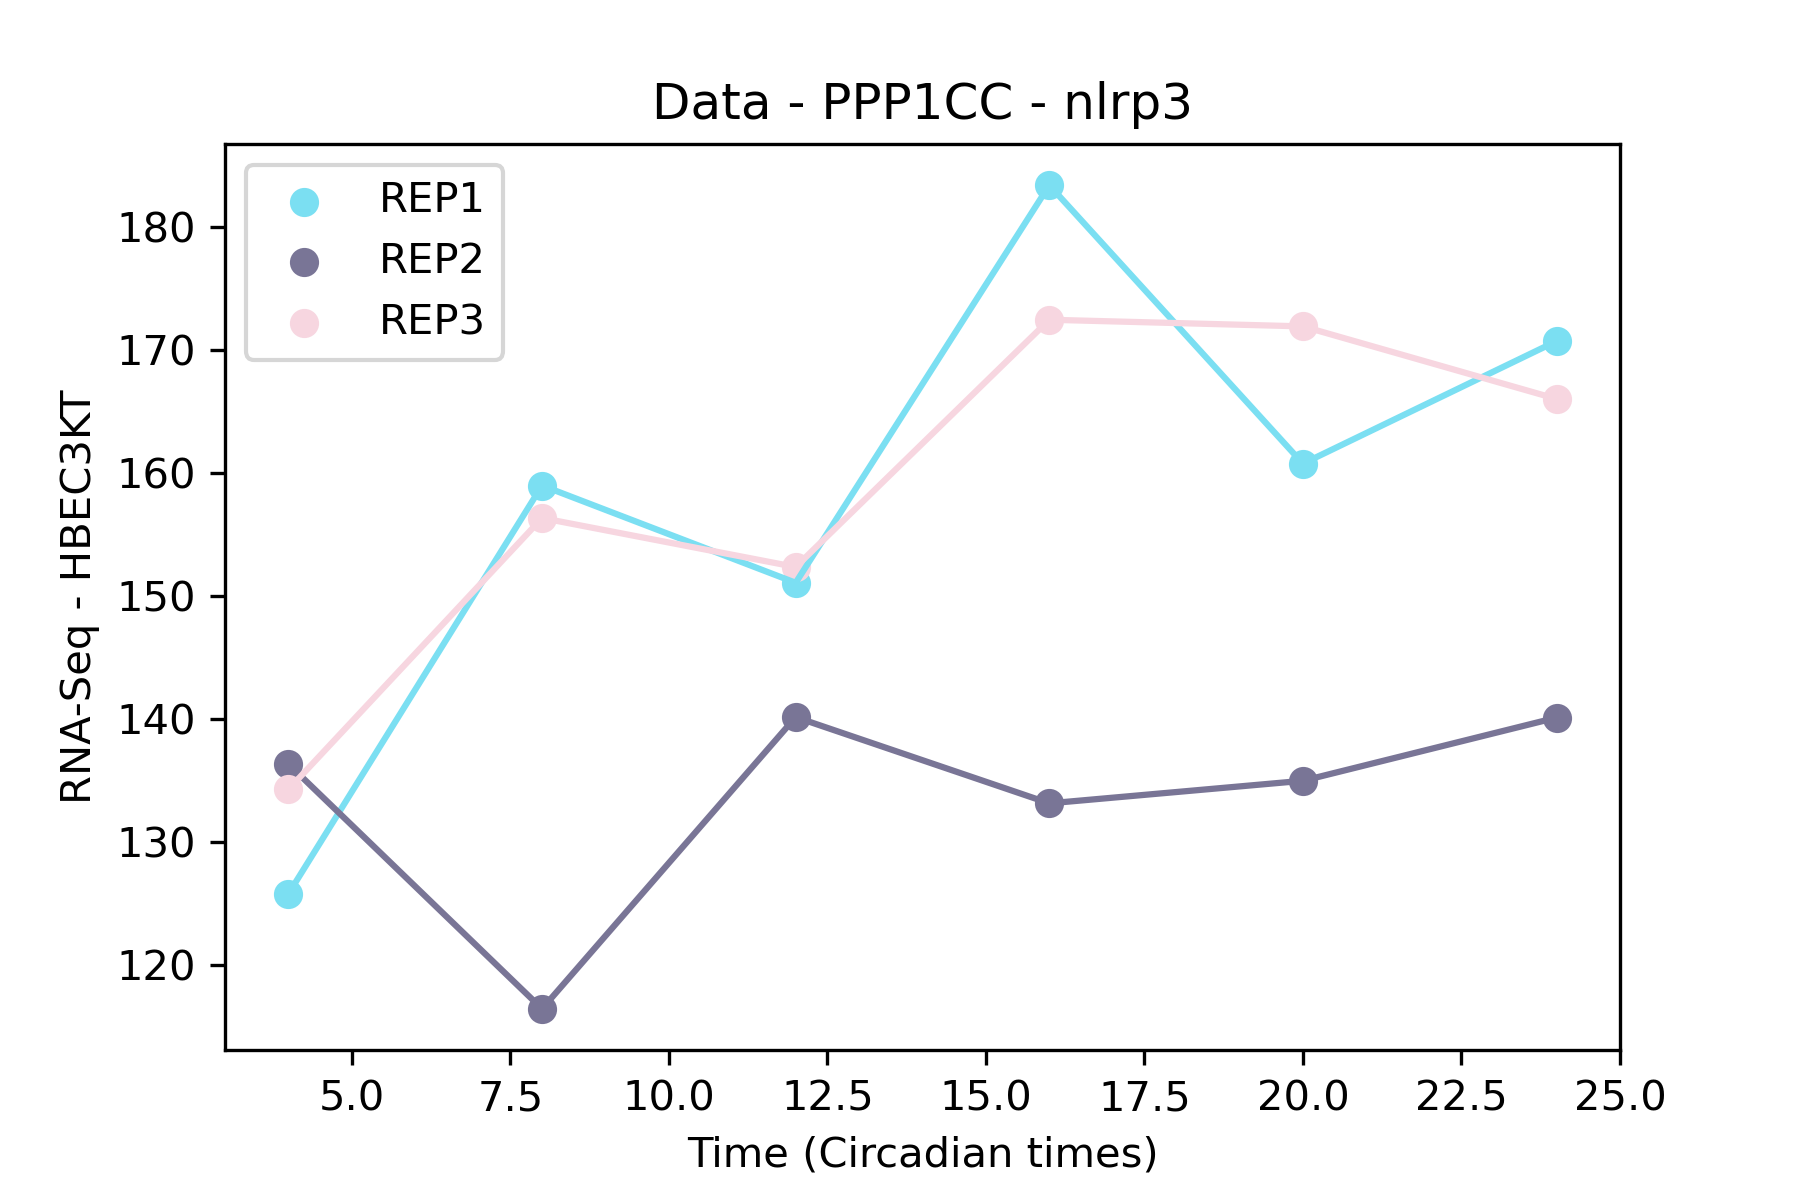 Data - PPP1CC - nlrp3
REP1
REP2
REP3
RNA-Seq - HBEC3KT
180
170
160
150
140
130
120
5.0 7.5 10.0 12.5 15.0 17.5 20.0 22.5 25.0
Time (Circadian times)